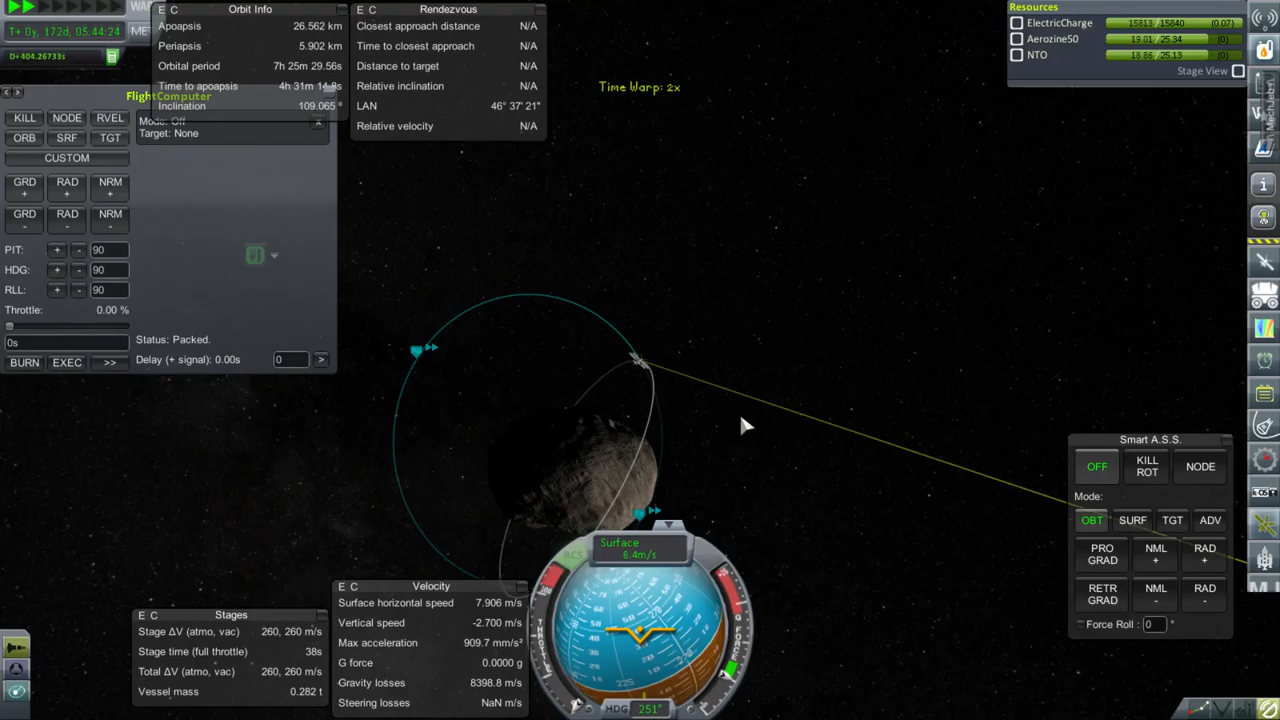 T+ 0y, 172d, 05:44:24
D+404.26733s
E C Orbit Info
Apoapsis 26.562 km
Periapsis 5.902 km
Orbital period 7h 25m 29.56s
Time to apoapsis 4h 31m 14.8s
Inclination 109.065 °
E C Rendezvous
Closest approach distance N/A
Time to closest approach N/A
Distance to target N/A
Relative inclination N/A
LAN 46° 37' 21"
Relative velocity N/A
Time Warp: 2x
Resources
ElectricCharge 15813 / 15840 (0.07)
Aerozine50 19.01 / 25.34 (0)
NTO 18.86 / 25.13 (0)
Stage View
MechJeb
FlightComputer
KILL NODE RVEL
ORB SRF TGT
CUSTOM
GRD + RAD + NRM +
GRD - RAD - NRM -
PIT: + - 90
HDG: + - 90
RLL: + - 90
Throttle: 0.00 %
0s
BURN EXEC >>
Mode: Off
Target: None
Status: Packed.
Delay (+ signal): 0.00s 0 >
Smart A.S.S.
OFF KILL ROT NODE
Mode:
OBT SURF TGT ADV
PRO GRAD NML + RAD +
RETR GRAD NML - RAD -
Force Roll : 0 °
kOS
E C Stages
Stage ΔV (atmo, vac) 260, 260 m/s
Stage time (full throttle) 38s
Total ΔV (atmo, vac) 260, 260 m/s
Vessel mass 0.282 t
E C Velocity
Surface horizontal speed 7.906 m/s
Vertical speed -2.700 m/s
Max acceleration 909.7 mm/s²
G force 0.0000 g
Gravity losses 8398.8 m/s
Steering losses NaN m/s
RCS
Surface
8.4m/s
HDG 251°